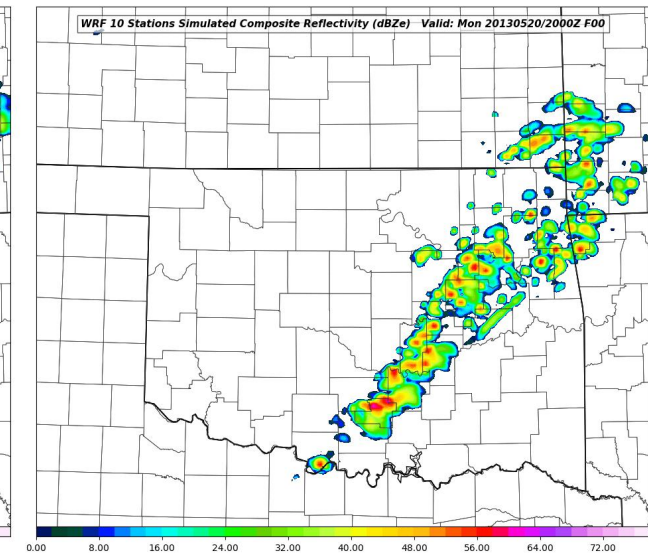 WRF 10 Stations Simulated Composite Reflectivity (dBZe) Valid: Mon 20130520/2000Z F00
0.00 8.00 16.00 24.00 32.00 40.00 48.00 56.00 64.00 72.00